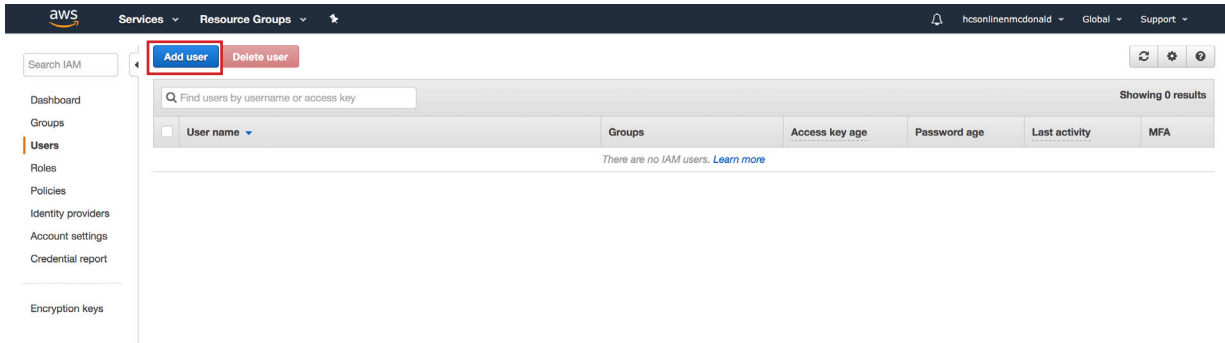 aws Services Resource Groups hcsonlinenmcdonald Global Support
Search IAM
Add user Delete user
Dashboard
Groups
Users
Roles
Policies
Identity providers
Account settings
Credential report
Encryption keys
Find users by username or access key
Showing 0 results
User name Groups Access key age Password age Last activity MFA
There are no IAM users. Learn more